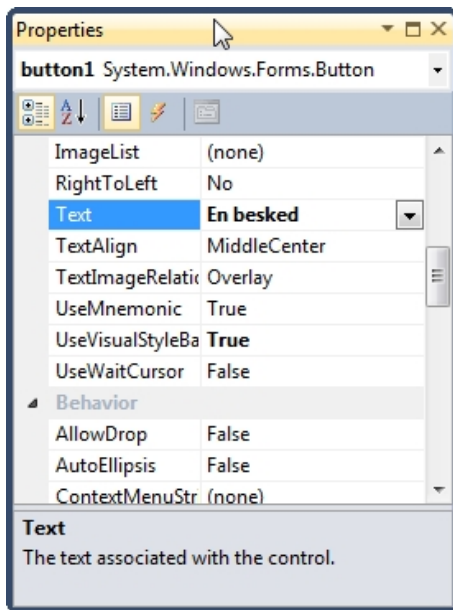 Properties
button1 System.Windows.Forms.Button
ImageList (none)
RightToLeft No
Text En besked
TextAlign MiddleCenter
TextImageRelatic Overlay
UseMnemonic True
UseVisualStyleBa True
UseWaitCursor False
Behavior
AllowDrop False
AutoEllipsis False
ContextMenuStr (none)
Text
The text associated with the control.